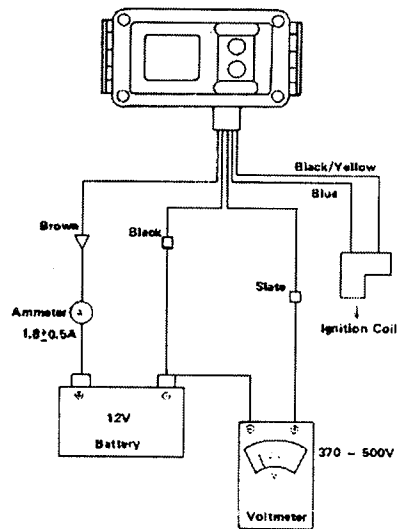 Black/Yellow
Blue
Brown
Black
Slate
Ammeter
A
1.8±0.5A
Ignition Coil
12V
Battery
370 – 500V
V
Voltmeter